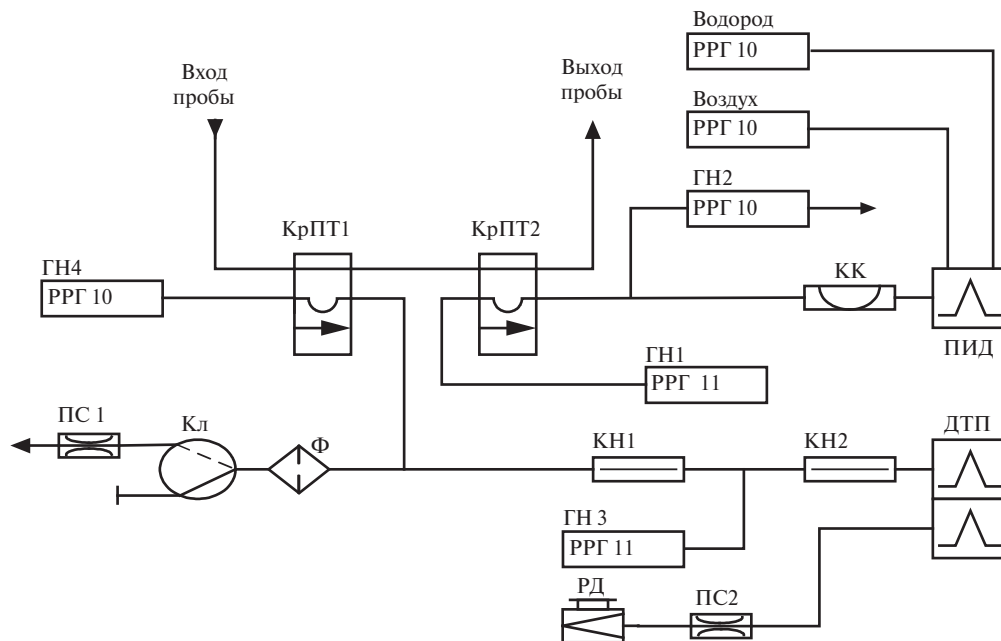 Водород
РРГ 10
Вход
пробы
Выход
пробы
Воздух
РРГ 10
ГН2
РРГ 10
КрПТ1
КрПТ2
ГН4
РРГ 10
КК
ПИД
ГН1
РРГ 11
ПС 1
Кл
Ф
КН1
КН2
ДТП
ГН 3
РРГ 11
РД
ПС2